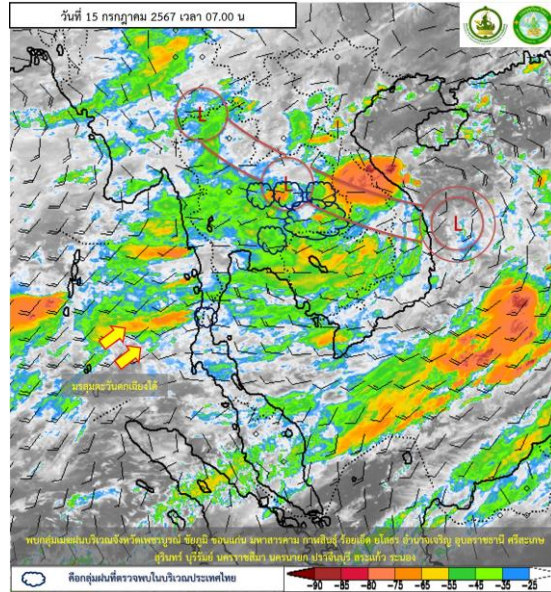 วันที่ 15 กรกฎาคม 2567 เวลา 07.00 น
L
L
L
มรสุมตะวันตกเฉียงใต้
พบกลุ่มเมฆฝนบริเวณจังหวัดเพชรบูรณ์ ชัยภูมิ ขอนแก่น มหาสารคาม กาฬสินธุ์ ร้อยเอ็ด ยโสธร อำนาจเจริญ อุบลราชธานี ศรีสะเกษ
สุรินทร์ บุรีรัมย์ นครราชสีมา นครนายก ปราจีนบุรี สระแก้ว ระนอง
คือกลุ่มฝนที่ตรวจพบในบริเวณประเทศไทย
-90 -85 -80 -75 -65 -55 -45 -35 -25